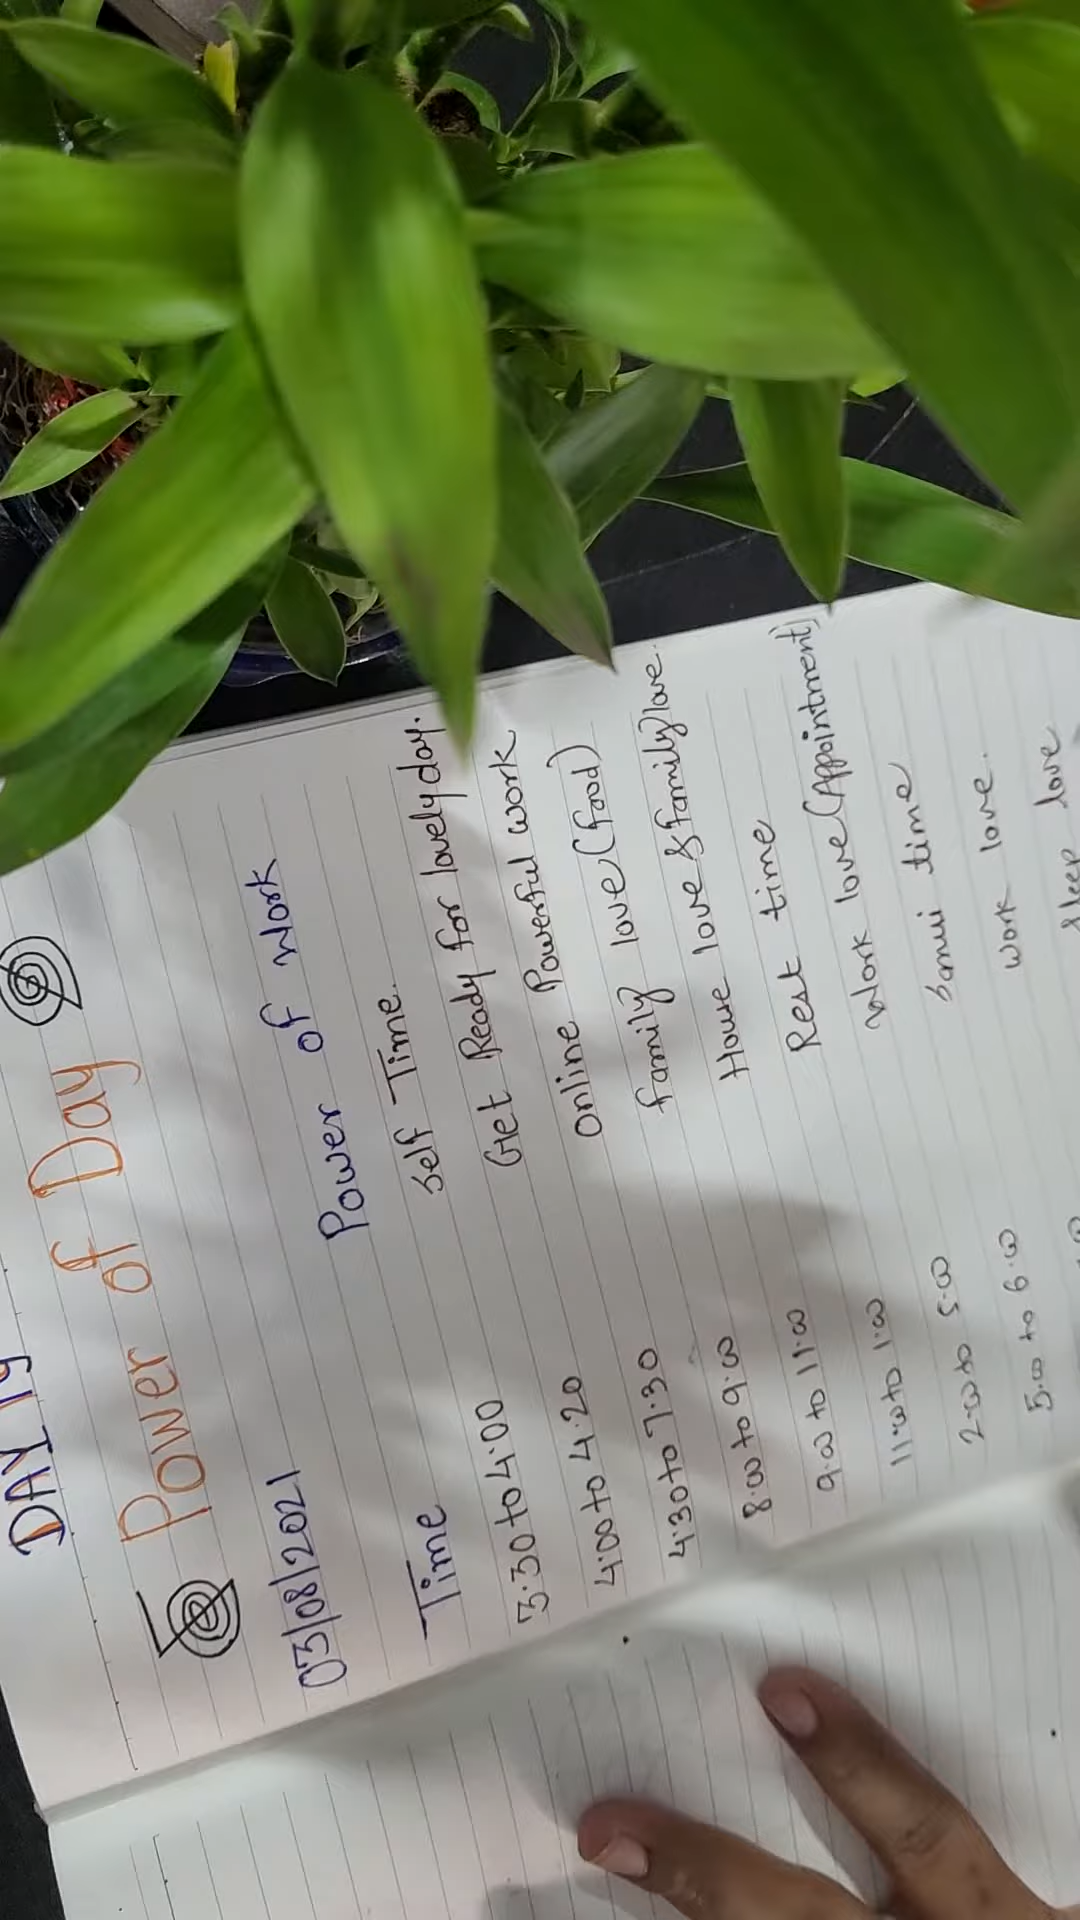 DAY 19
Power of Day
03/08/2021
Time Power of Work
3.30 to 4.00 Self Time.
4.00 to 4.20 Get Ready for lovely day.
4.30 to 7.30 Online Powerful work
8.00 to 9.00 family love (food)
9.00 to 11.00 House love & family) love.
11.00 to 1.00 Rest time
2.00 to 5.00 Work love (Appointment)
5.00 to 6.00 time
work love.
sleep love